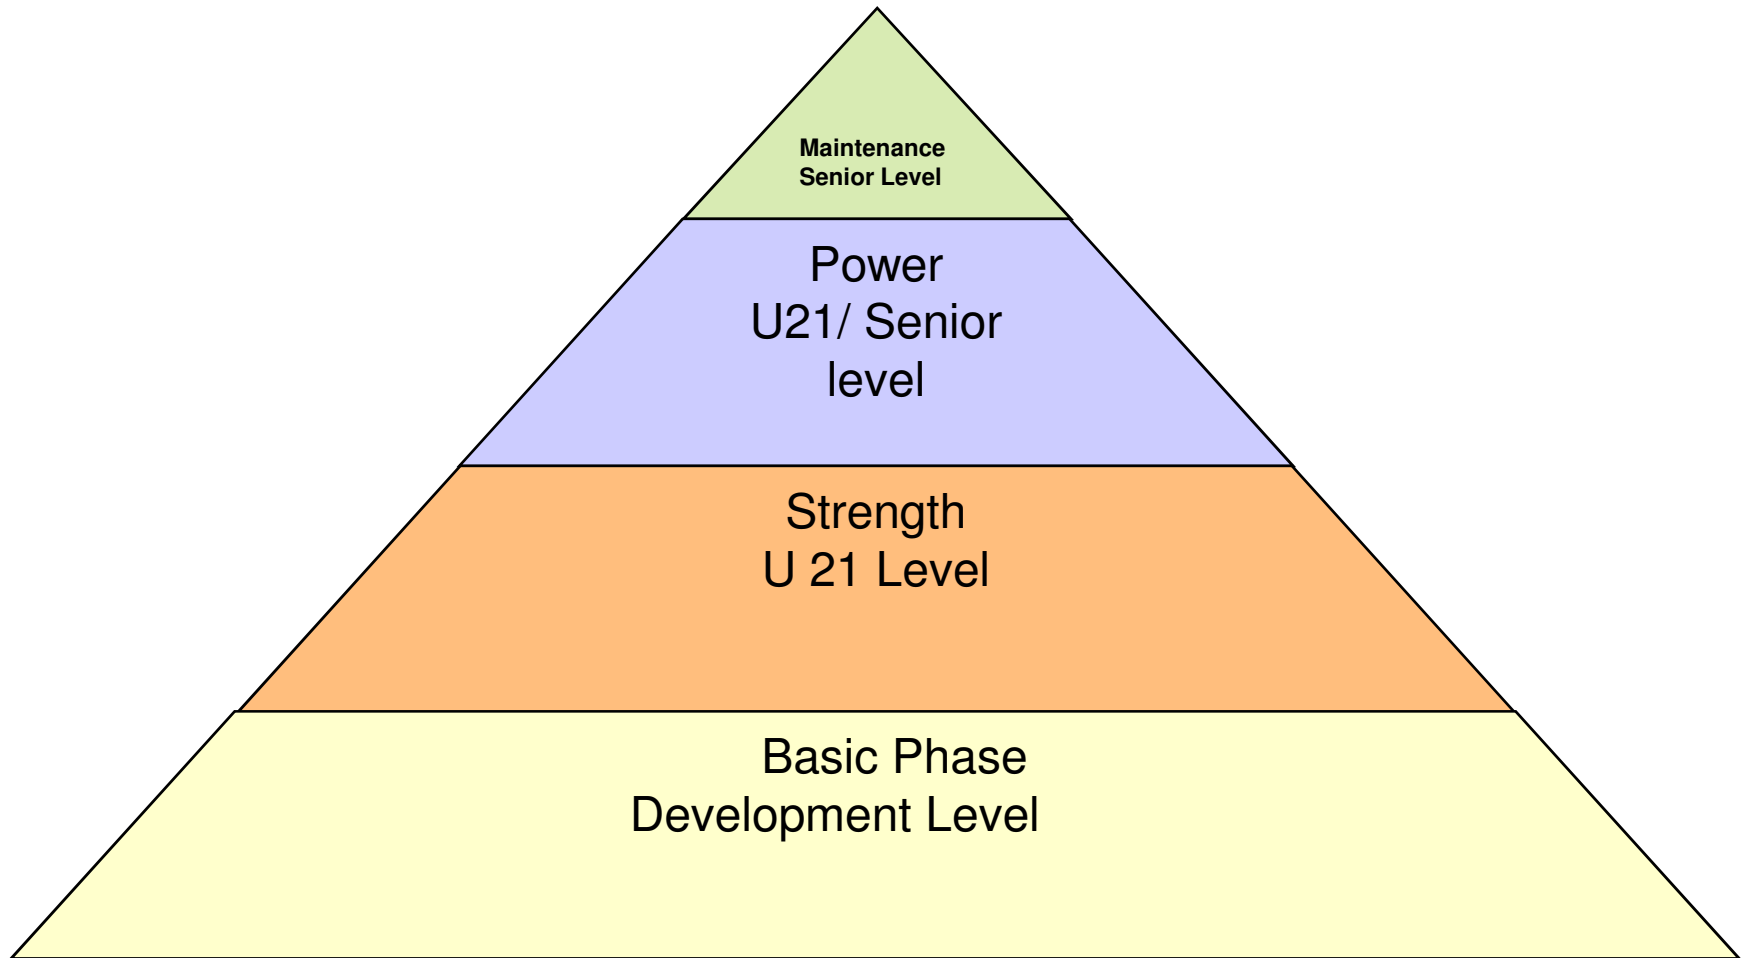 Maintenance
Senior Level
Power
U21/ Senior
level
Strength
U 21 Level
Basic Phase
Development Level